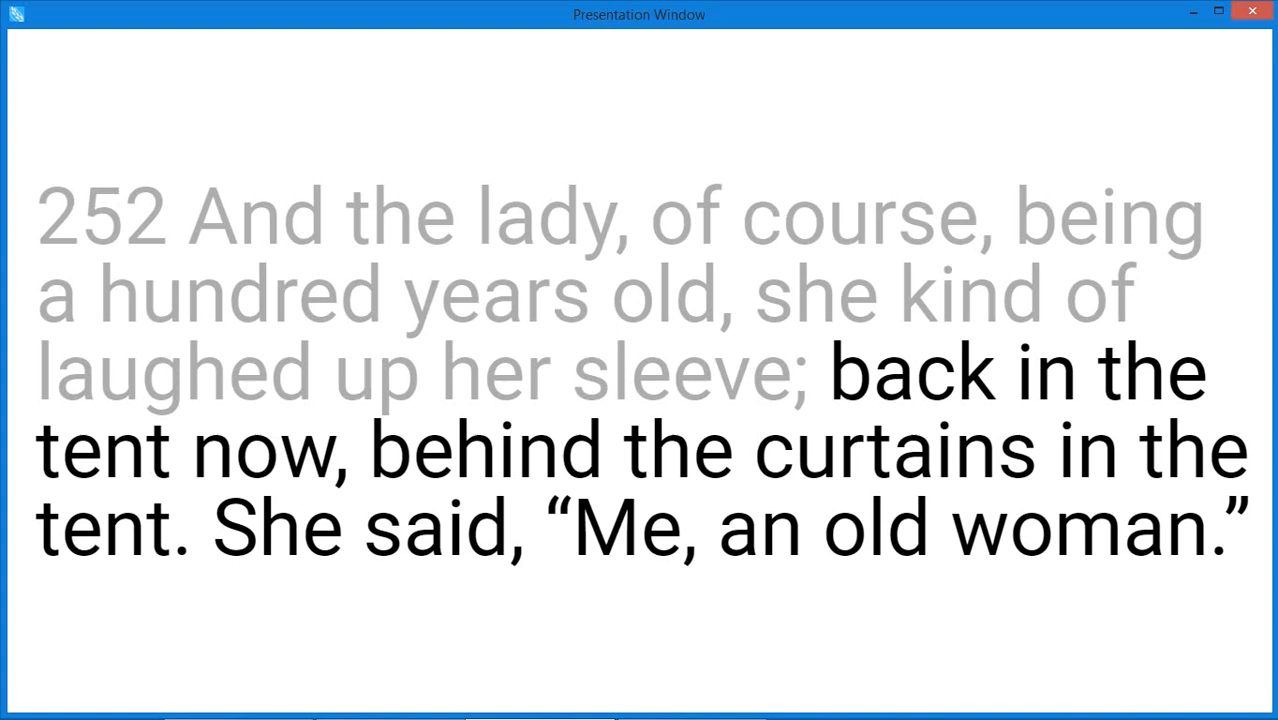 Presentation Window
252 And the lady, of course, being
a hundred years old, she kind of
laughed up her sleeve; back in the
tent now, behind the curtains in the
tent. She said, “Me, an old woman.”